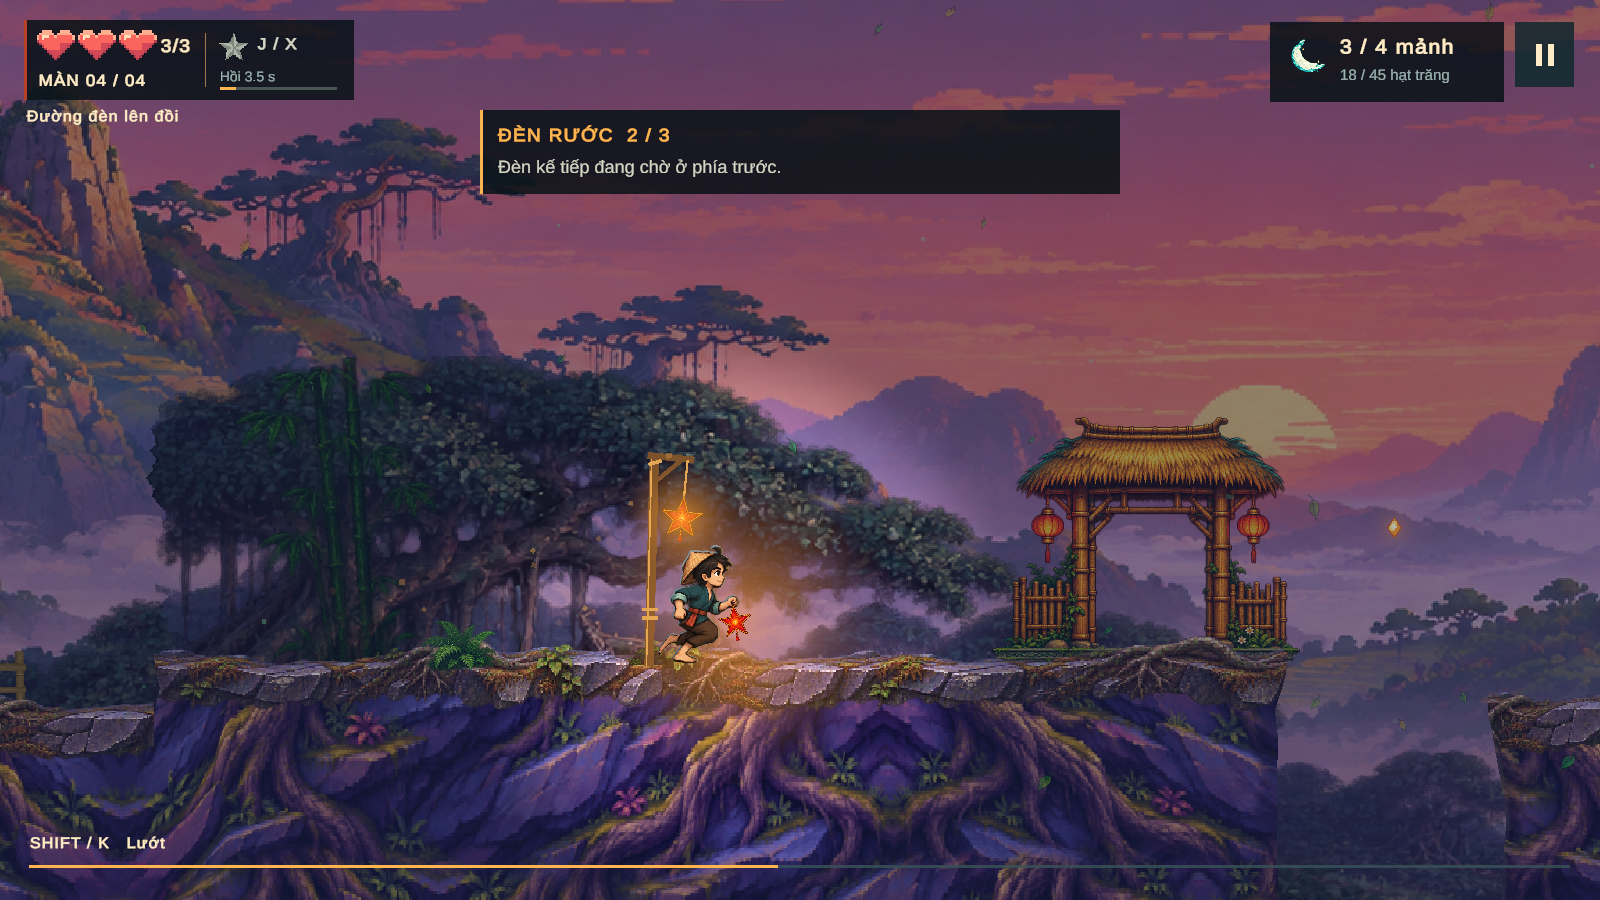 3/3
J / X
MÀN 04 / 04
Hồi 3.5 s
Đường đèn lên đồi
ĐÈN RƯỚC 2 / 3
Đèn kế tiếp đang chờ ở phía trước.
3 / 4 mảnh
18 / 45 hạt trăng
SHIFT / K Lướt